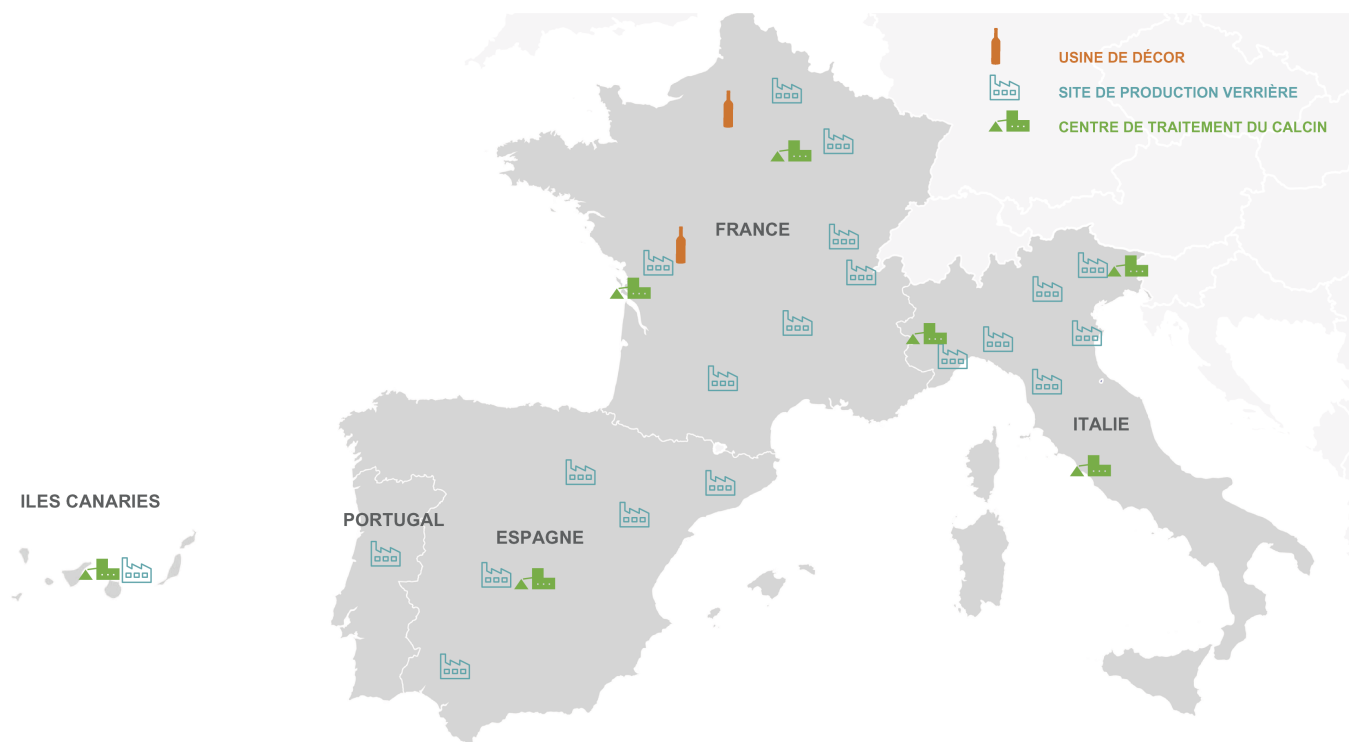 USINE DE DÉCOR
SITE DE PRODUCTION VERRIÈRE
CENTRE DE TRAITEMENT DU CALCIN
FRANCE
ITALIE
ILES CANARIES
PORTUGAL
ESPAGNE